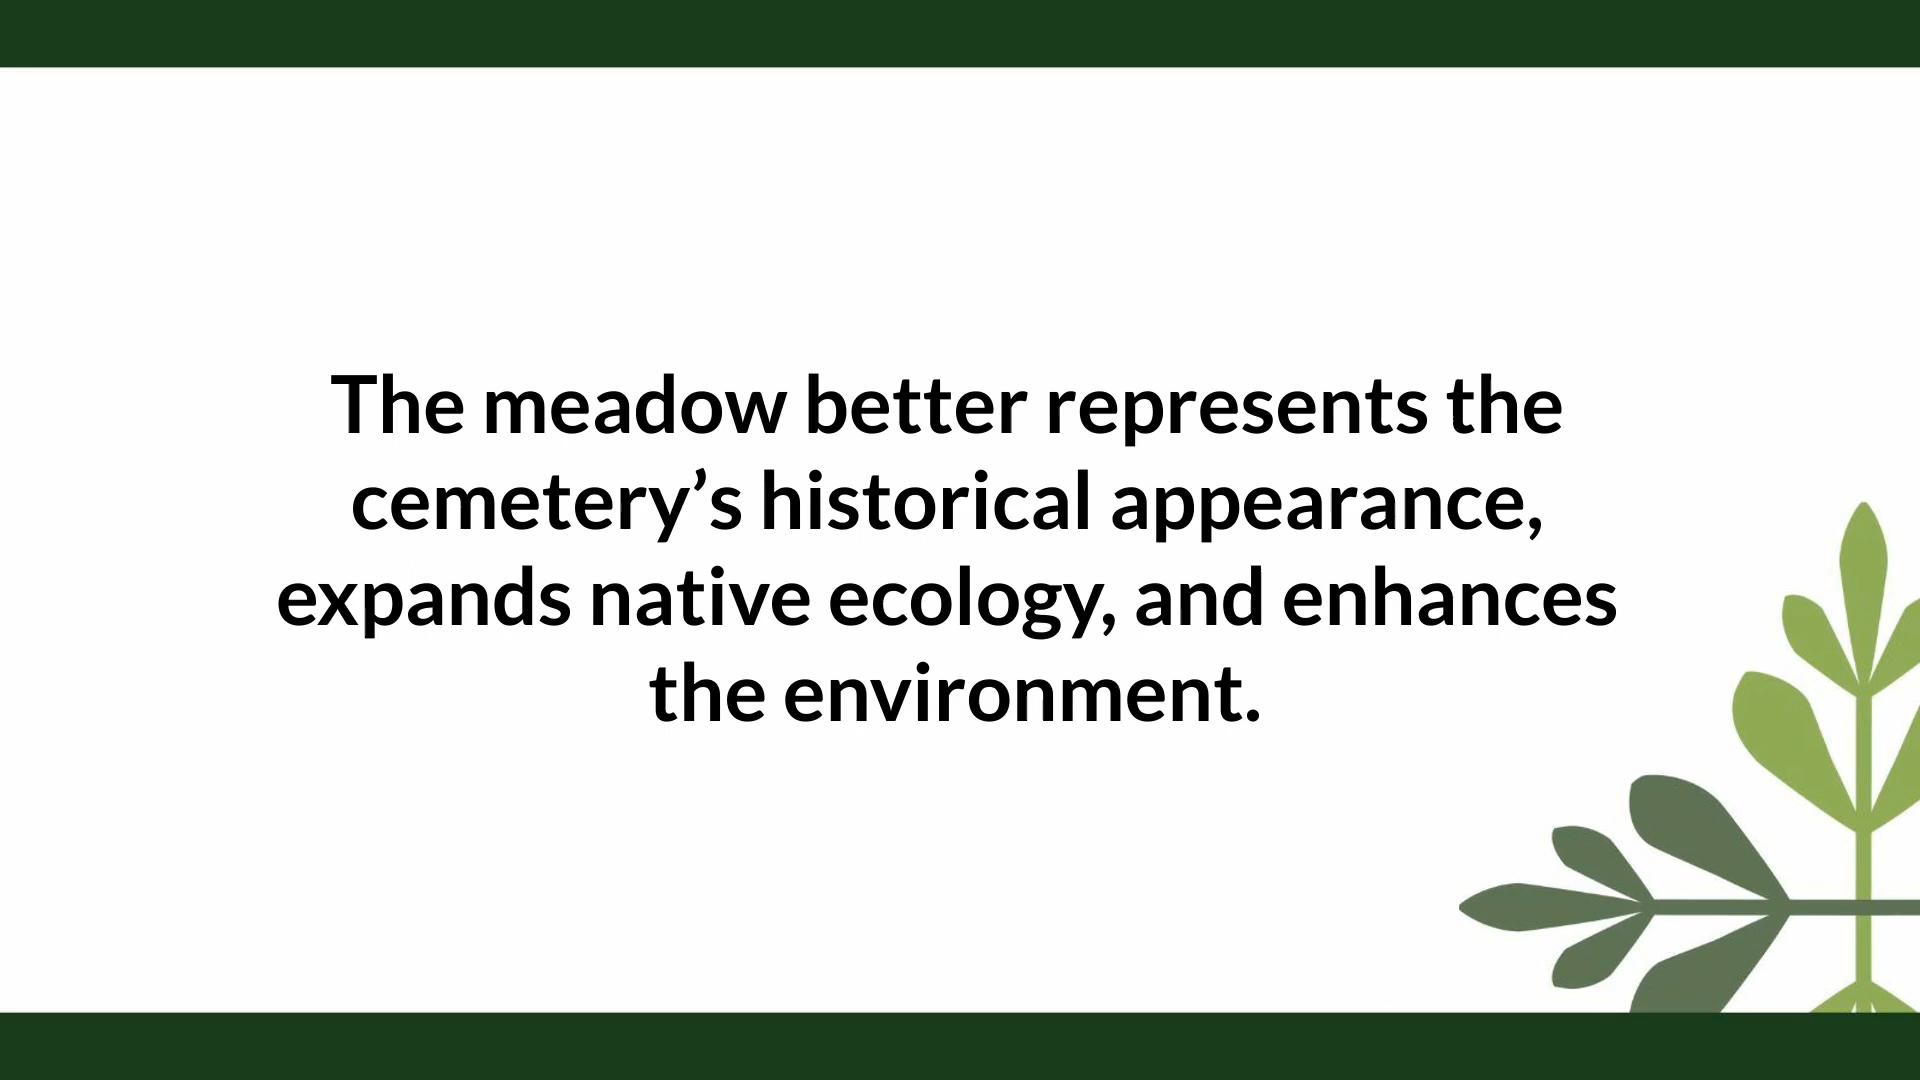 The meadow better represents the
cemetery’s historical appearance,
expands native ecology, and enhances
the environment.